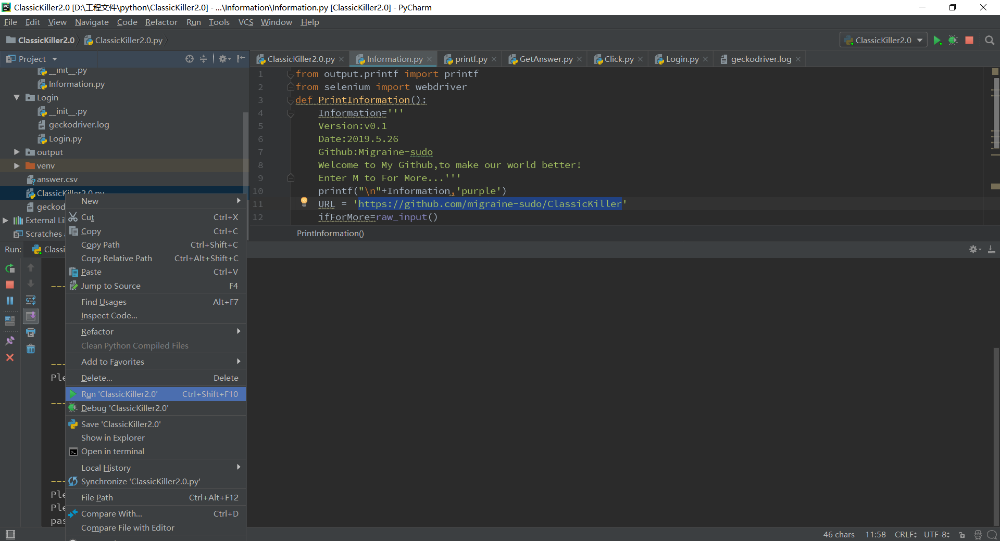 ClassicKiller2.0 [D:\工程文件\python\ClassicKiller2.0] - ...\Information\Information.py [ClassicKiller2.0] - PyCharm
File Edit View Navigate Code Refactor Run Tools VCS Window Help
ClassicKiller2.0 ClassicKiller2.0.py ClassicKiller2.0
Project
ClassicKiller2.0.py Information.py printf.py GetAnswer.py Click.py Login.py geckodriver.log
__init__.py
Information.py
Login
__init__.py
geckodriver.log
Login.py
output
venv
answer.csv
ClassicKiller2.0.py
geckod
External Li
Scratches
1 from output.printf import printf
2 from selenium import webdriver
3 def PrintInformation():
4 Information='''
5 Version:v0.1
6 Date:2019.5.26
7 Github:Migraine-sudo
8 Welcome to My Github,to make our world better!
9 Enter M to For More...'''
10 printf("\n"+Information,'purple')
11 URL = 'https://github.com/migraine-sudo/ClassicKiller'
12 ifForMore=raw_input()
PrintInformation()
Run: Classi
---
---
Ple
---
---
Ple
Ple
pas
New
Cut Ctrl+X
Copy Ctrl+C
Copy Path Ctrl+Shift+C
Copy Relative Path Ctrl+Alt+Shift+C
Paste Ctrl+V
Jump to Source F4
Find Usages Alt+F7
Inspect Code...
Refactor
Clean Python Compiled Files
Add to Favorites
Delete... Delete
Run 'ClassicKiller2.0' Ctrl+Shift+F10
Debug 'ClassicKiller2.0'
Save 'ClassicKiller2.0'
Show in Explorer
Open in terminal
Local History
Synchronize 'ClassicKiller2.0.py'
File Path Ctrl+Alt+F12
Compare With... Ctrl+D
Compare File with Editor
46 chars 11:58 CRLF UTF-8